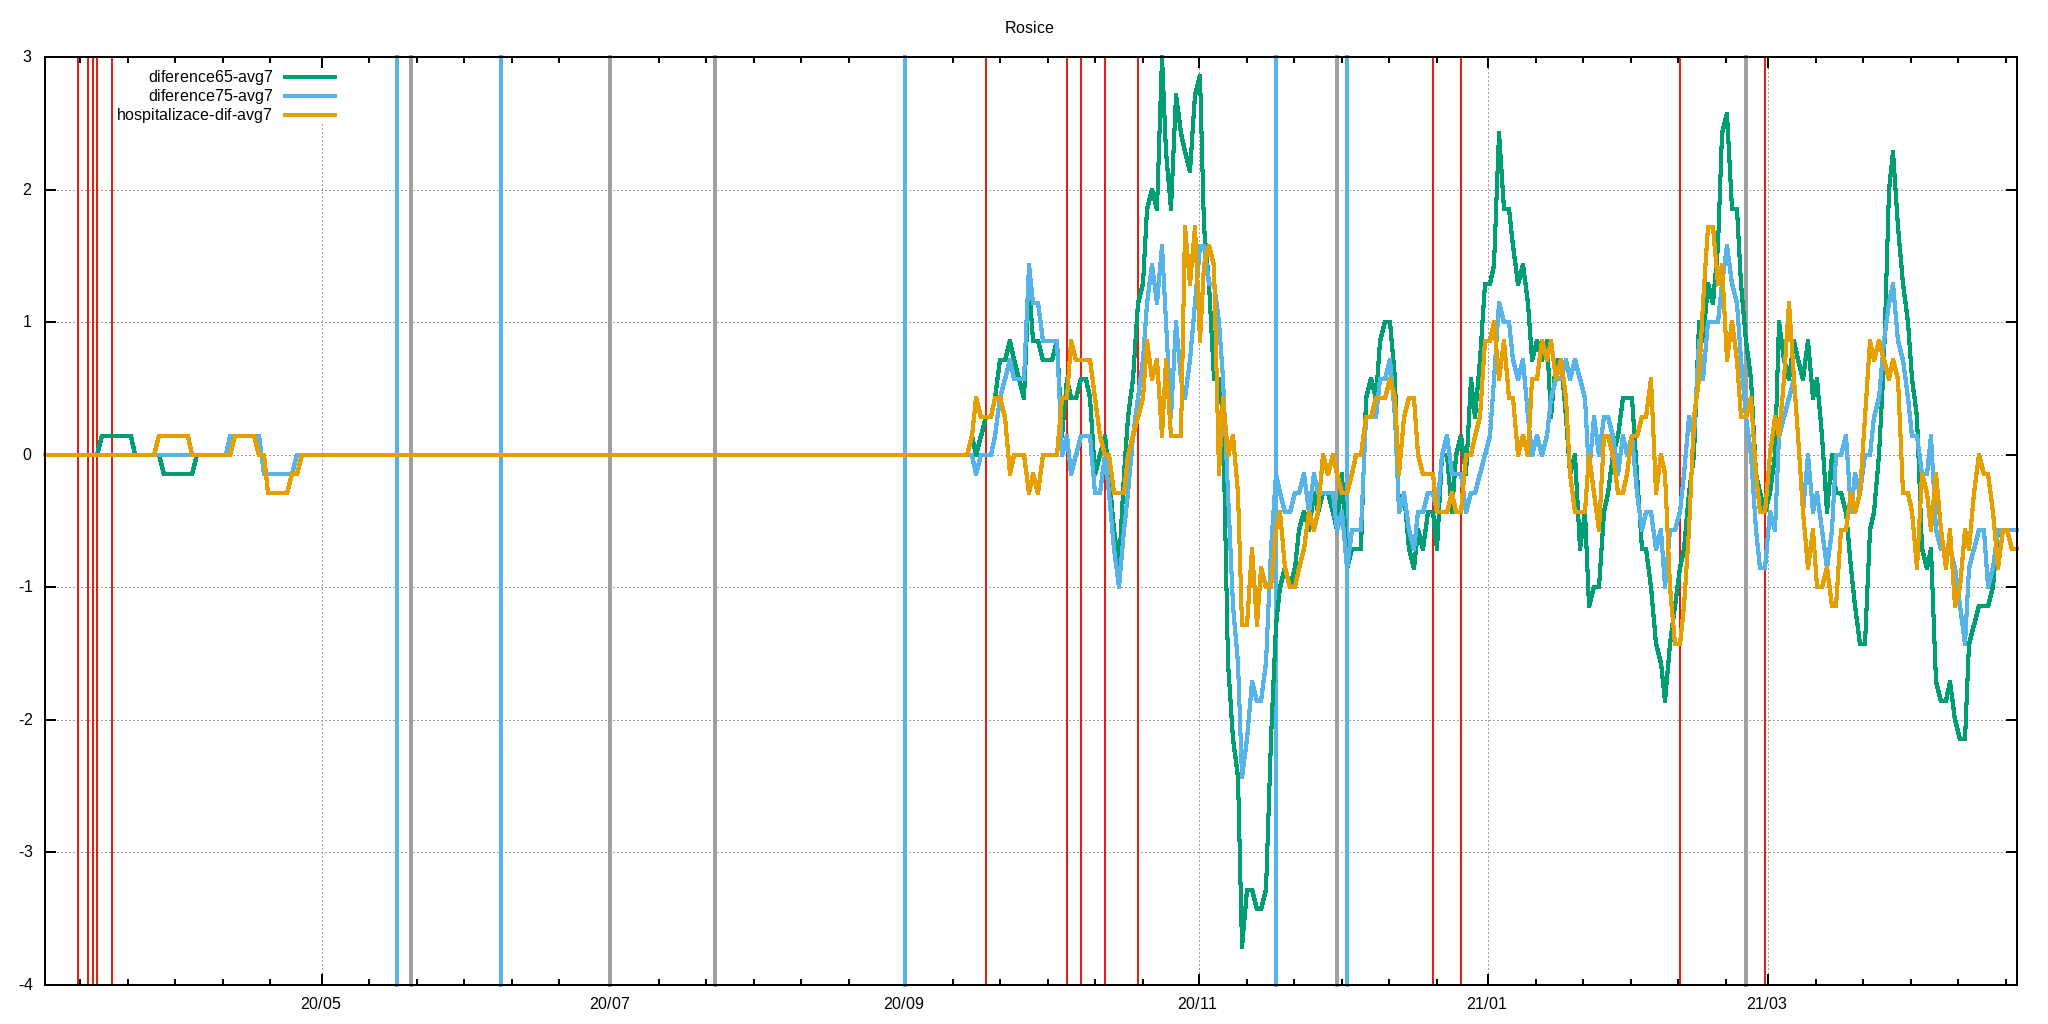 Rosice
3
diference65-avg7
diference75-avg7
hospitalizace-dif-avg7
2
1
0
-1
-2
-3
-4
20/05 20/07 20/09 20/11 21/01 21/03